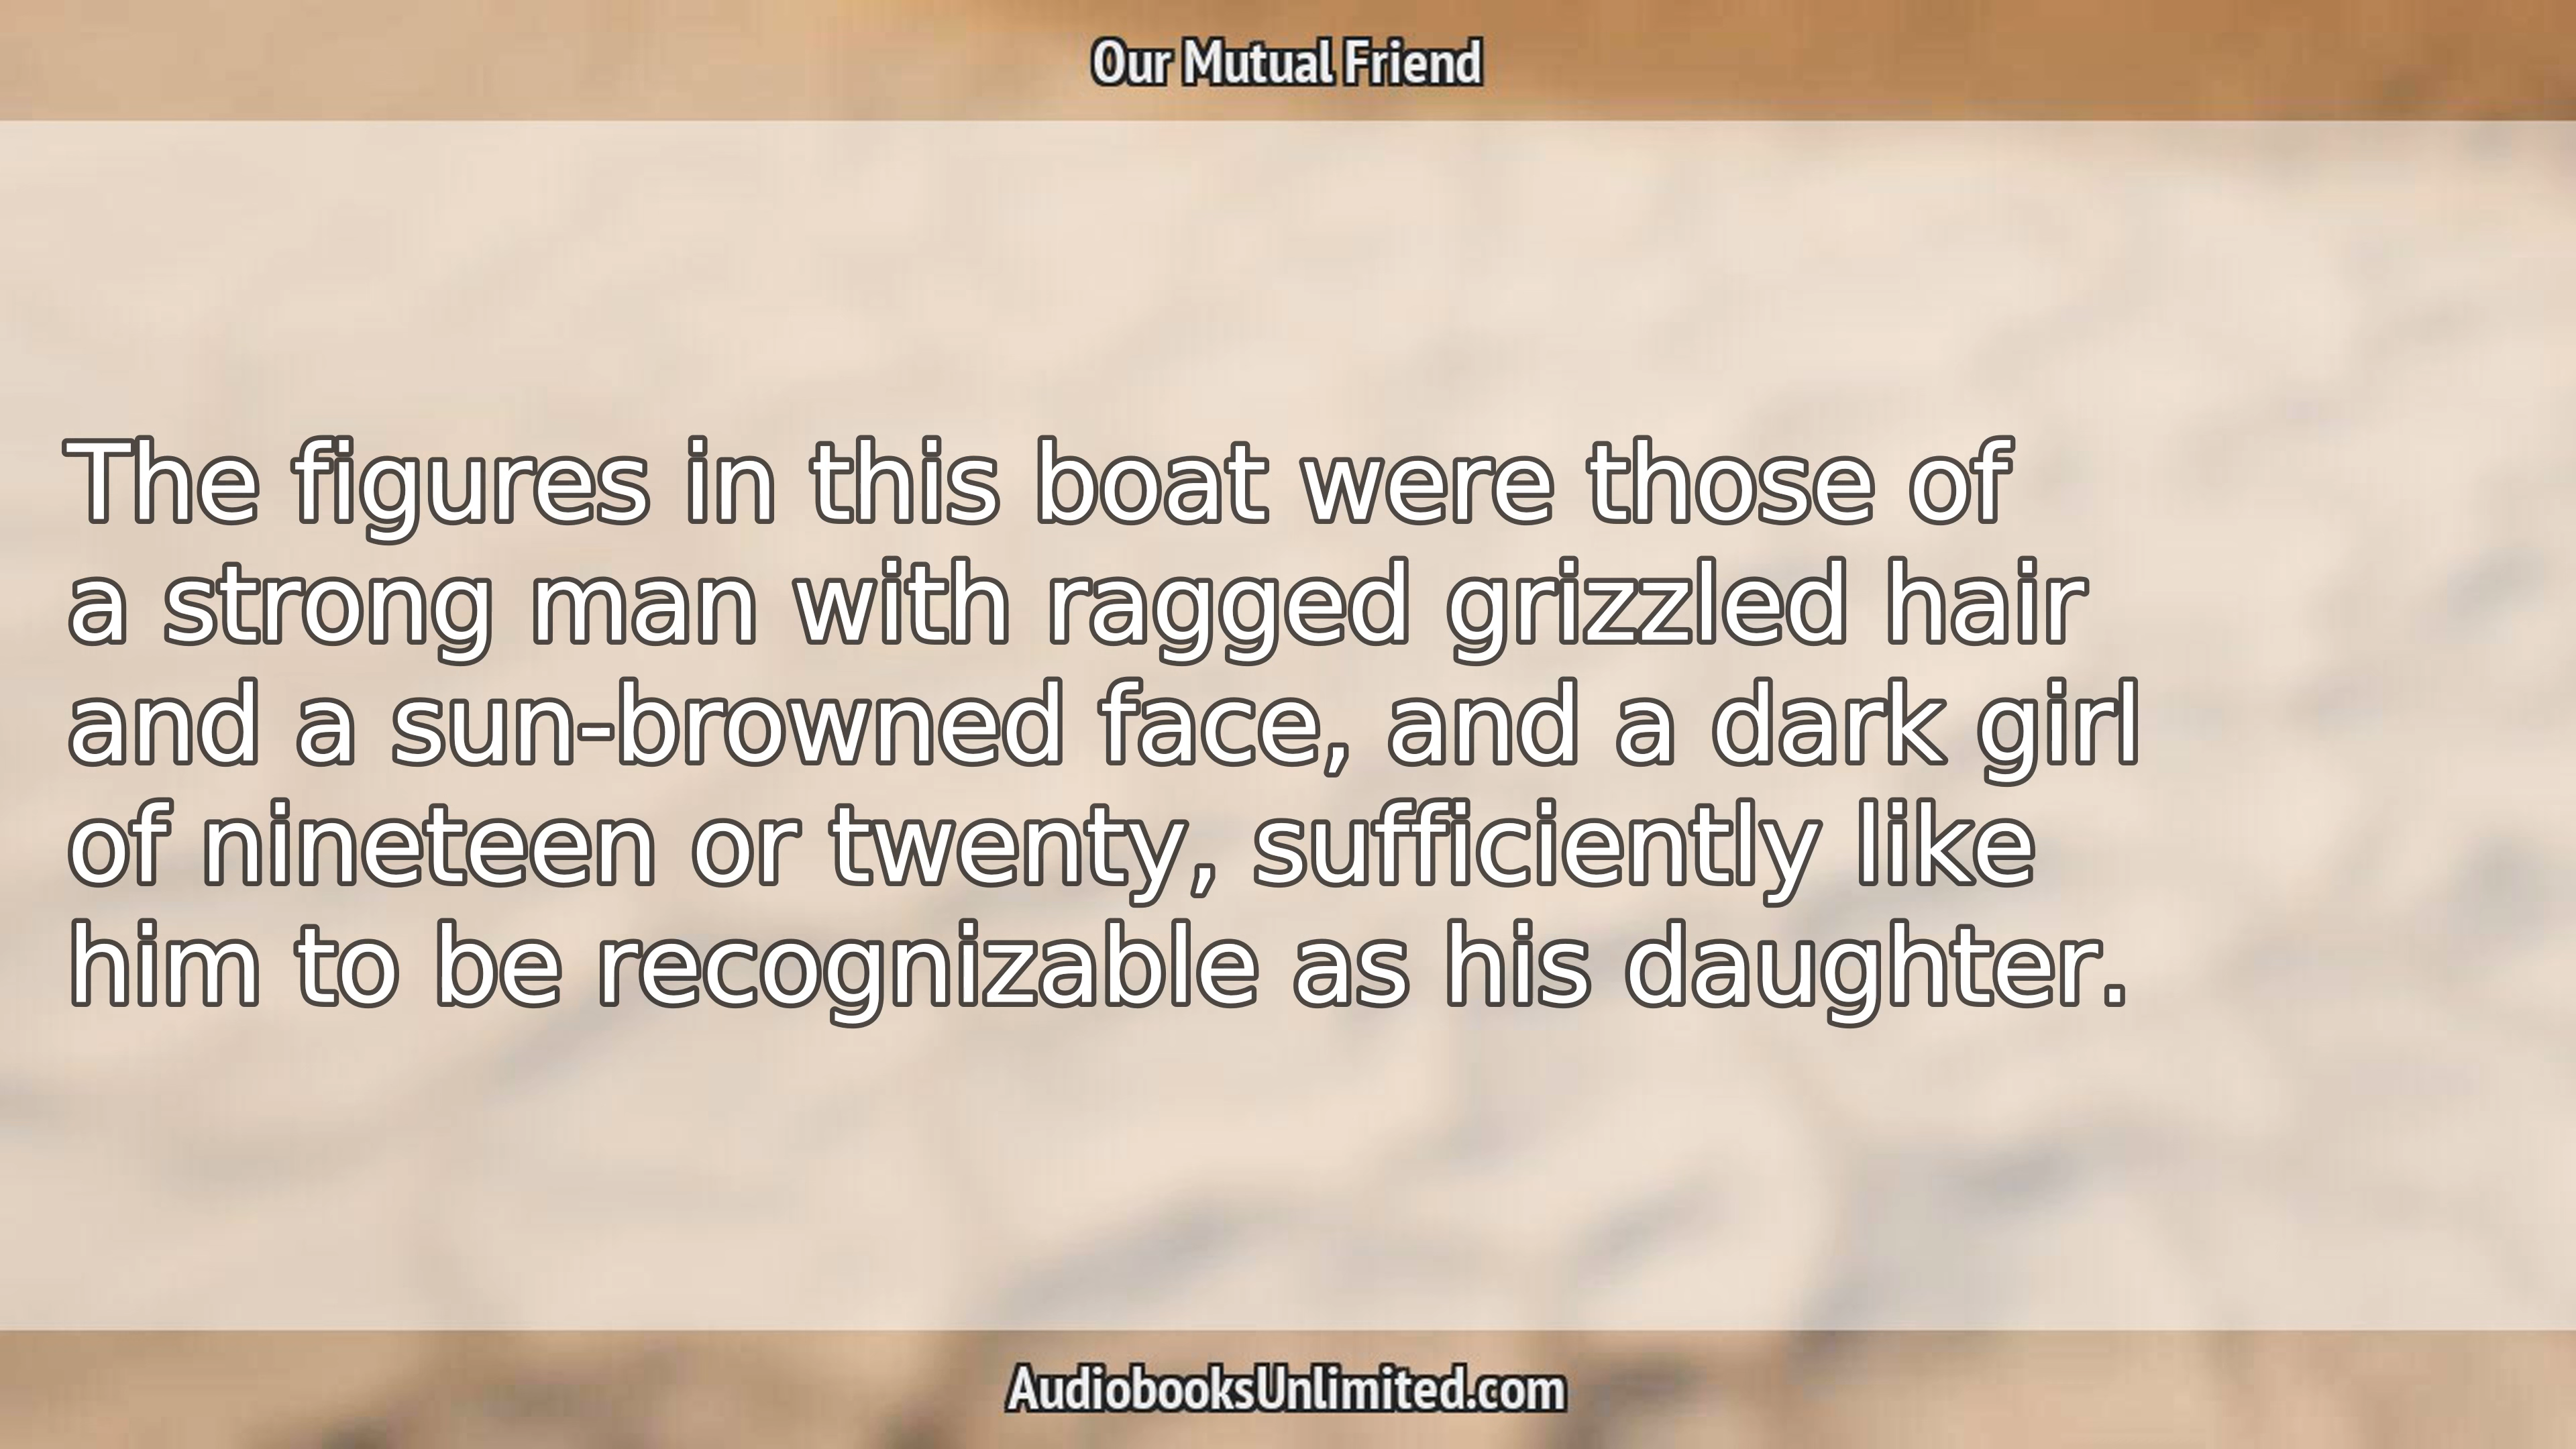 Our Mutual Friend
The figures in this boat were those of
a strong man with ragged grizzled hair
and a sun-browned face, and a dark girl
of nineteen or twenty, sufficiently like
him to be recognizable as his daughter.
AudiobooksUnlimited.com